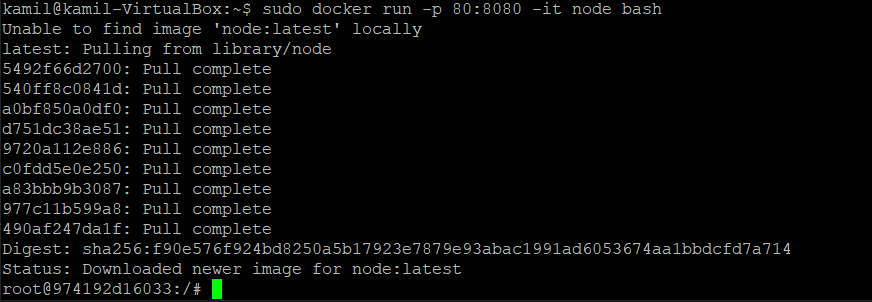 kamil@kamil-VirtualBox:~$ sudo docker run -p 80:8080 -it node bash
Unable to find image 'node:latest' locally
latest: Pulling from library/node
5492f66d2700: Pull complete
540ff8c0841d: Pull complete
a0bf850a0df0: Pull complete
d751dc38ae51: Pull complete
9720a112e886: Pull complete
c0fdd5e0e250: Pull complete
a83bbb9b3087: Pull complete
977c11b599a8: Pull complete
490af247da1f: Pull complete
Digest: sha256:f90e576f924bd8250a5b17923e7879e93abac1991ad6053674aa1bbdcfd7a714
Status: Downloaded newer image for node:latest
root@974192d16033:/#